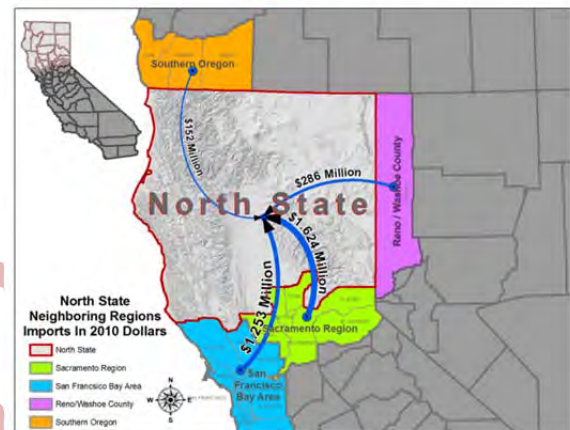 Southern Oregon
$152 Million
$286 Million
North State
Reno / Washoe County
$1,624 Million
$1,253 Million
Sacramento Region
San
Francisco
Bay Area
North State
Neighboring Regions
Imports In 2010 Dollars
North State
Sacramento Region
San Francsico Bay Area
Reno/Washoe County
Southern Oregon
N
W
E
S